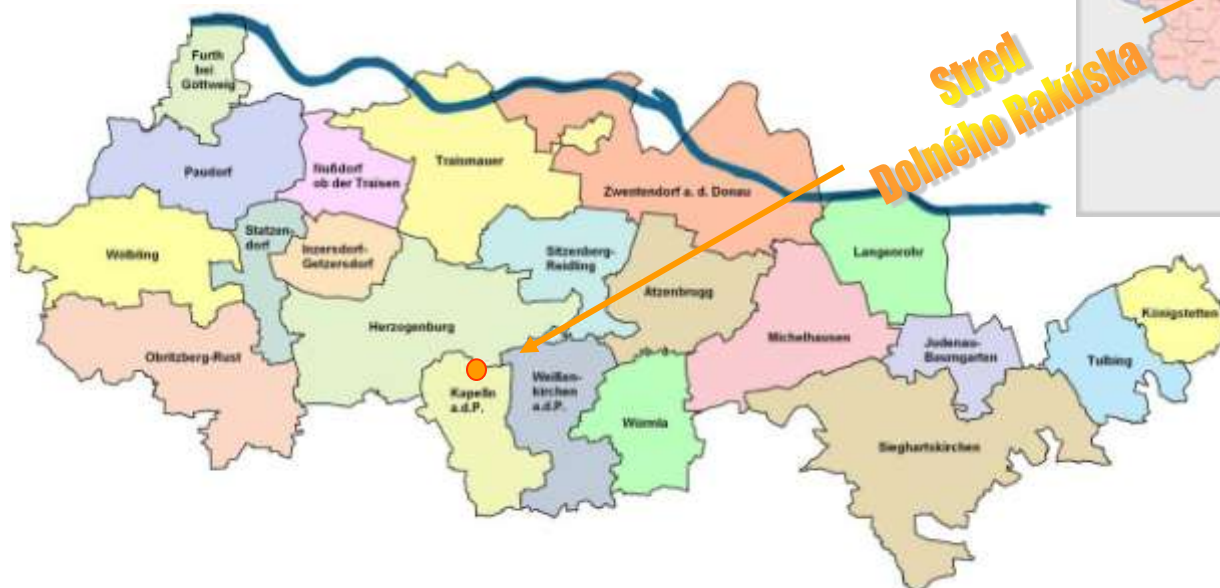 Stred
Dolného Rakúska
Furth
bei
Göttweig
Paudorf
Nußdorf
ob der Traisen
Traismauer
Zwentendorf a. d. Donau
Wölbling
Statzen-
dorf
Inzersdorf-
Getzersdorf
Sitzenberg-
Reidling
Atzenbrugg
Langenrohr
Königstetten
Herzogenburg
Michelhausen
Judenau-
Baumgarten
Tulbing
Obritzberg-Rust
Kapelln
a.d.P.
Weißen-
kirchen
a.d.P.
Würmla
Sieghartskirchen